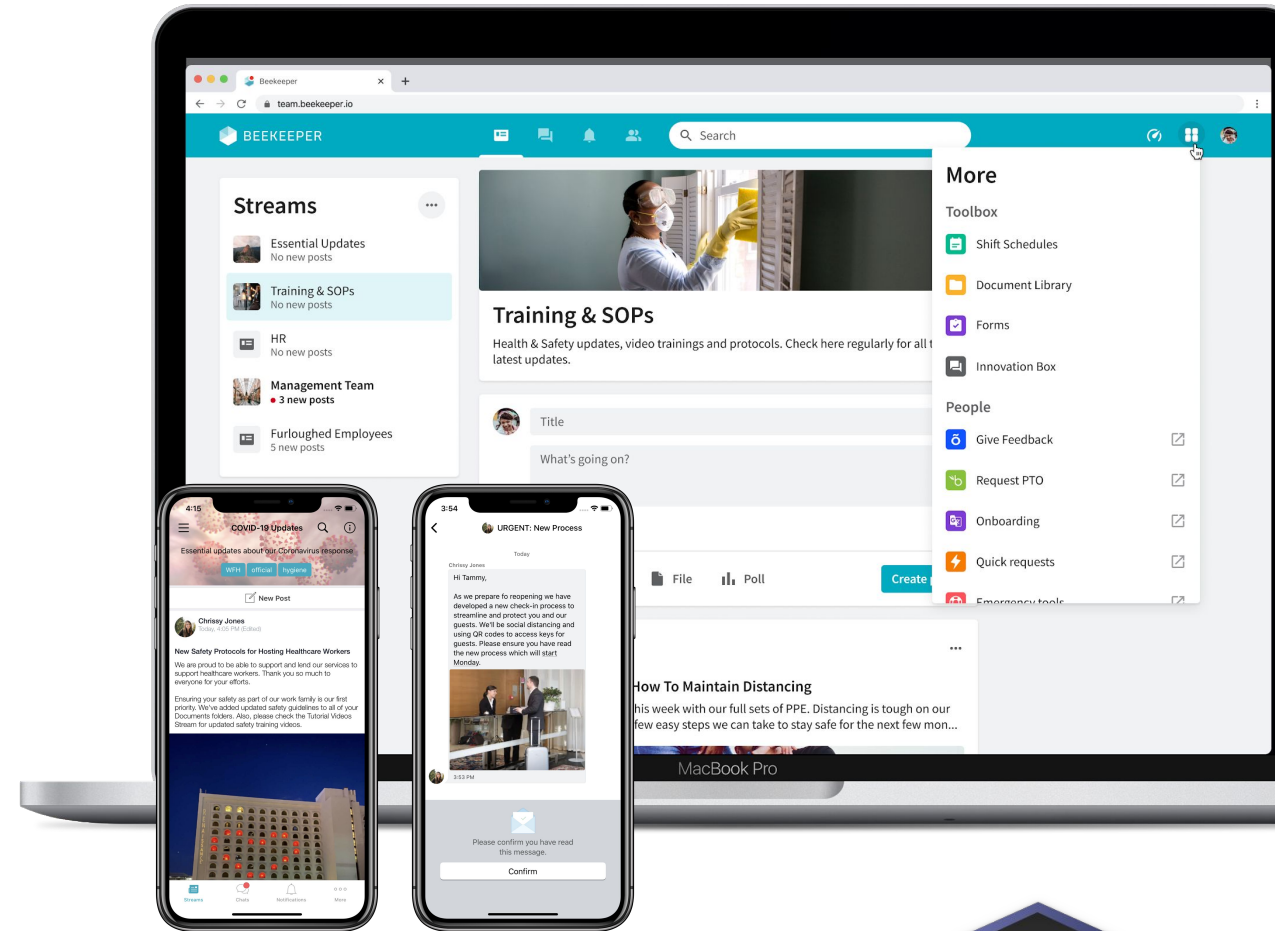 Beekeeper
team.beekeeper.io
BEEKEEPER
Search
Streams
Essential Updates
No new posts
Training & SOPs
No new posts
HR
No new posts
Management Team
3 new posts
Furloughed Employees
5 new posts
Training & SOPs
Health & Safety updates, video trainings and protocols. Check here regularly for all
latest updates.
Title
What's going on?
File
Poll
Create
More
Toolbox
Shift Schedules
Document Library
Forms
Innovation Box
People
Give Feedback
Request PTO
Onboarding
Quick requests
Emergency tools
How To Maintain Distancing
his week with our full sets of PPE. Distancing is tough on our
few easy steps we can take to stay safe for the next few mon...
MacBook Pro
4:15
COVID-19 Updates
Essential updates about our Coronavirus response
WFH official hygiene
New Post
Chrissy Jones
Today, 4:05 PM (Edited)
New Safety Protocols for Hosting Healthcare Workers
We are proud to be able to support and lend our services to
support healthcare workers. Thank you so much to
everyone for your efforts.
Ensuring your safety as part of our work family is our first
priority. We've added updated safety guidelines to all of your
Documents folders. Also, please check the Tutorial Videos
Stream for updated safety training videos.
Streams
Chats
Notifications
More
3:54
URGENT: New Process
Today
Chrissy Jones
Hi Tammy,
As we prepare fo reopening we have
developed a new check-in process to
streamline and protect you and our
guests. We'll be social distancing and
using QR codes to access keys for
guests. Please ensure you have read
the new process which will start
Monday.
3:53 PM
Please confirm you have read
this message.
Confirm